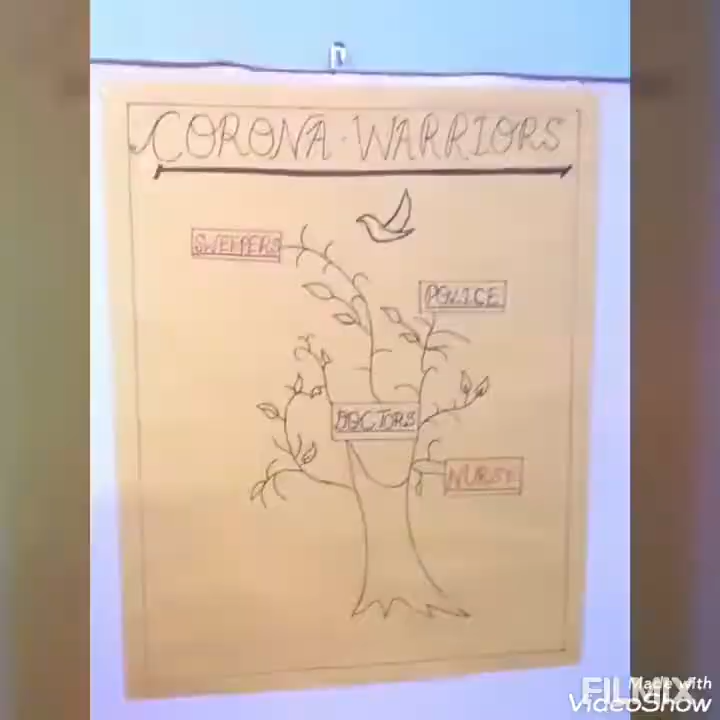 CORONA · WARRIORS
SWEEPERS
POLICE
DOCTORS
NURSE
FILMIX
Made with
VideoShow